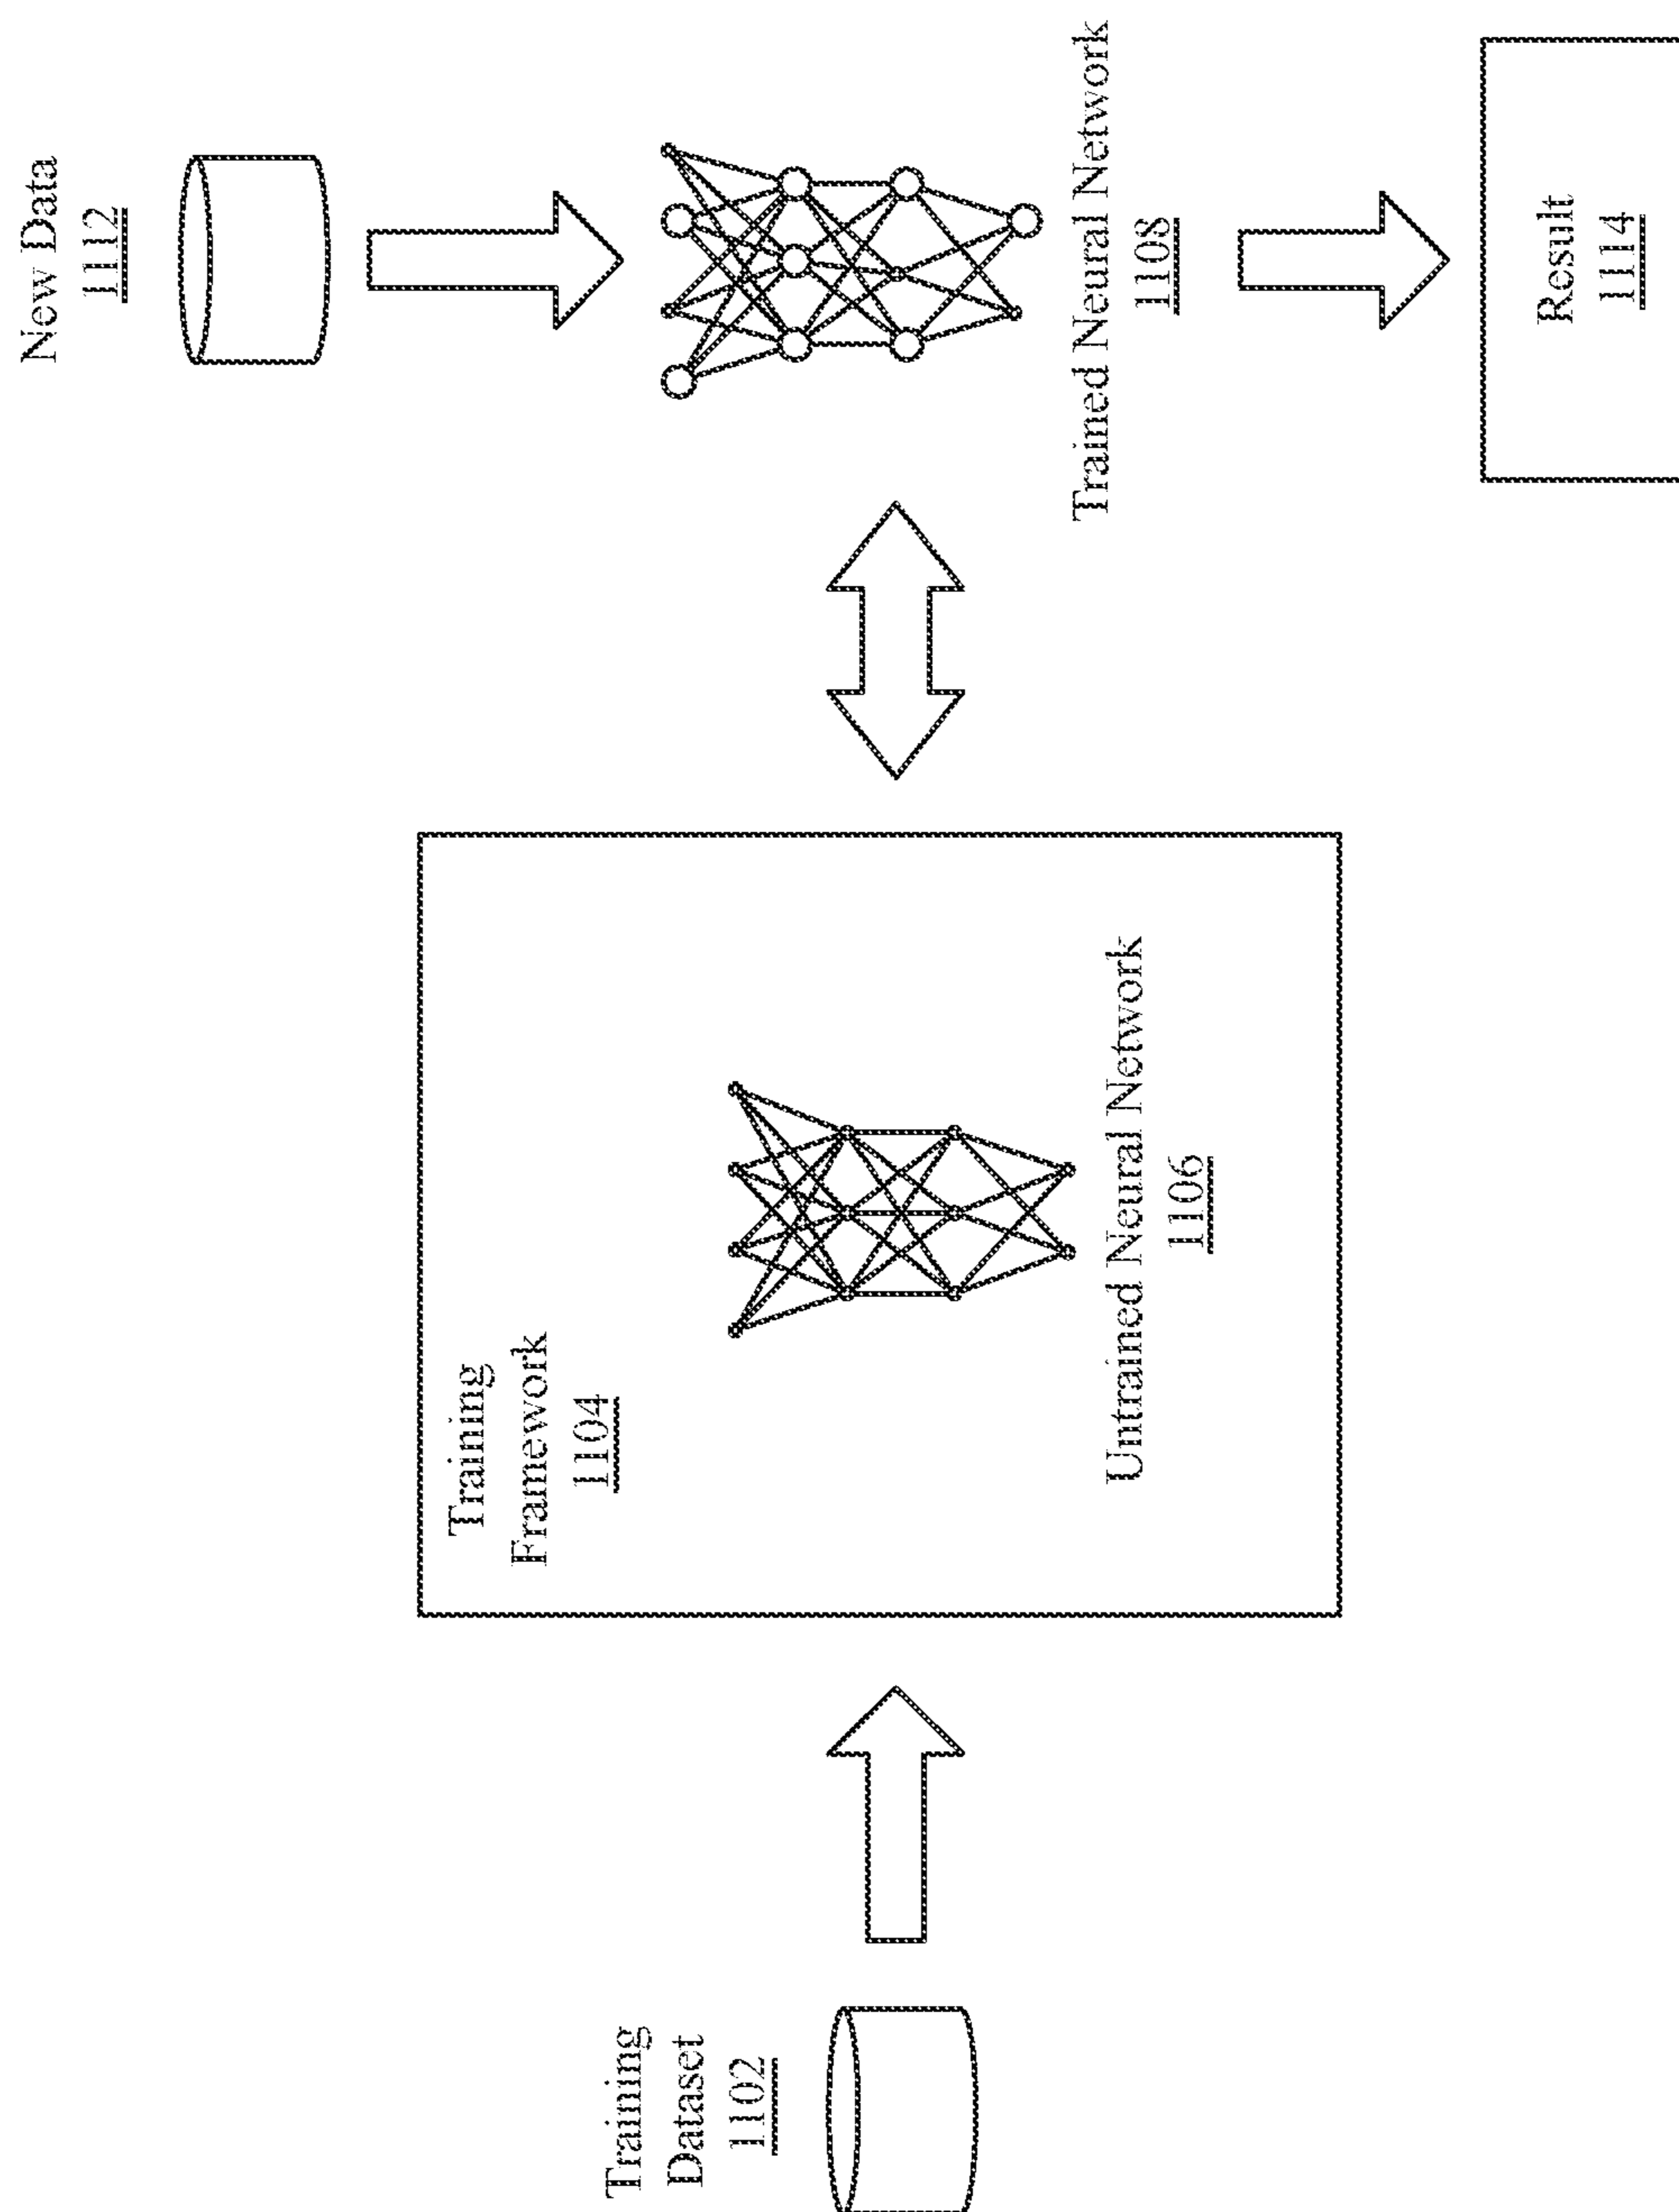 Training
Dataset
1102
Training
Framework
1104
Untrained Neural Network
1106
New Data
1112
Trained Neural Network
1108
Result
1114